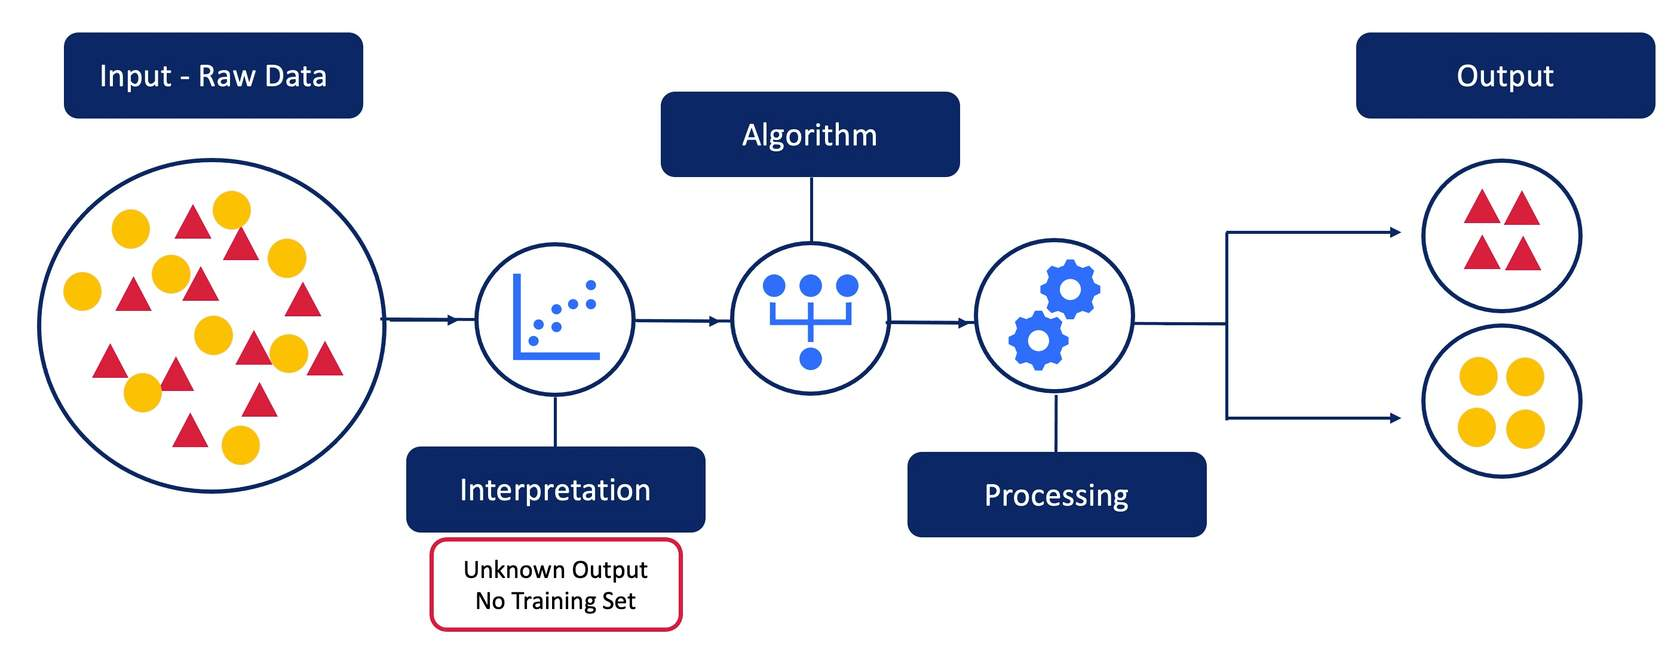 Input - Raw Data
Algorithm
Output
Interpretation
Processing
Unknown Output
No Training Set